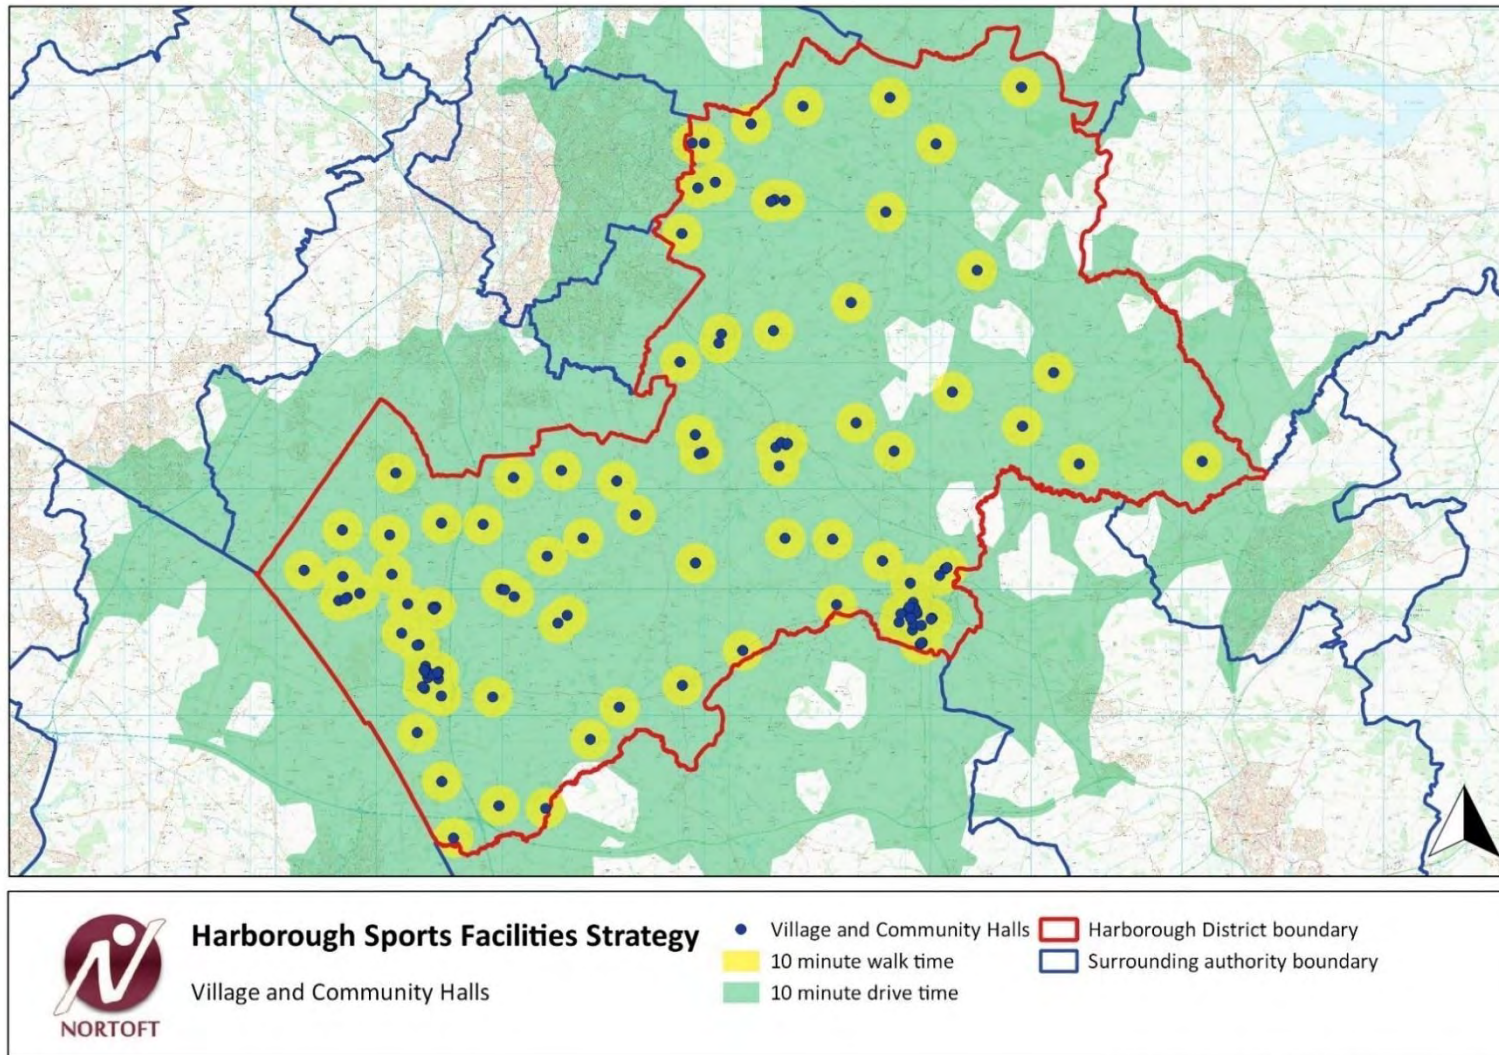 Harborough Sports Facilities Strategy
Village and Community Halls
NORTOFT
Village and Community Halls
10 minute walk time
10 minute drive time
Harborough District boundary
Surrounding authority boundary